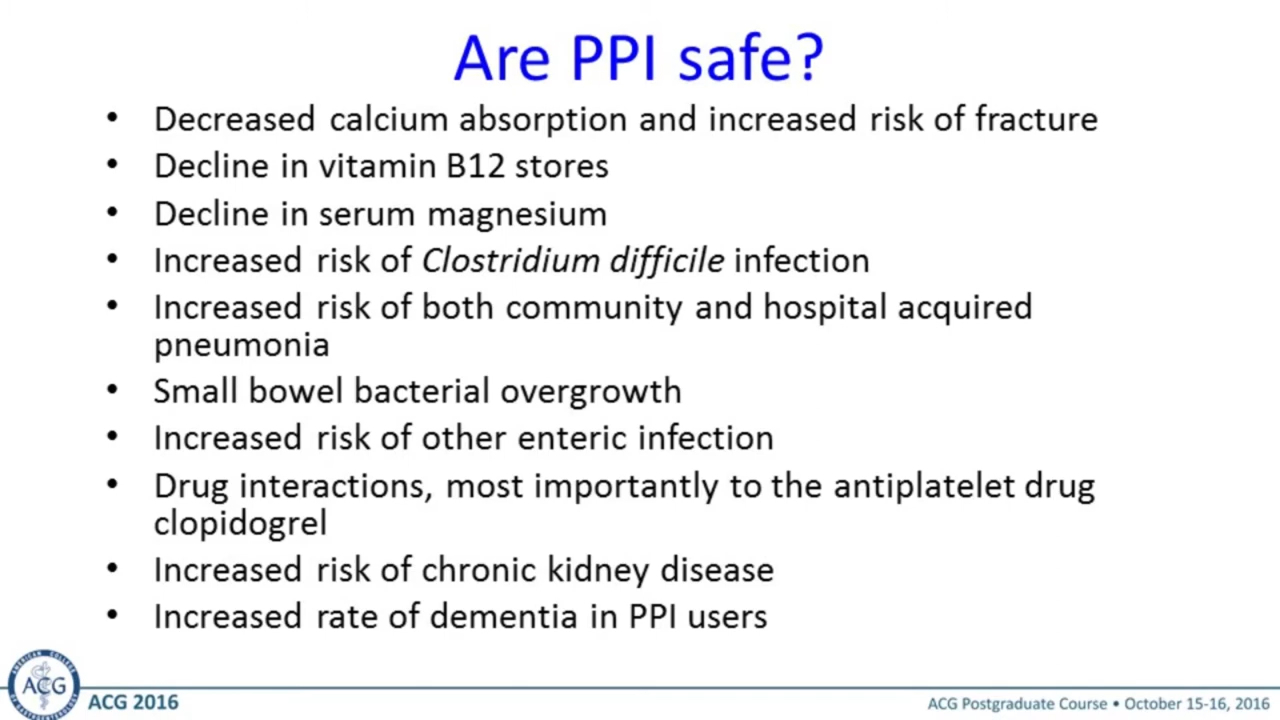 Are PPI safe?
• Decreased calcium absorption and increased risk of fracture
• Decline in vitamin B12 stores
• Decline in serum magnesium
• Increased risk of Clostridium difficile infection
• Increased risk of both community and hospital acquired
pneumonia
• Small bowel bacterial overgrowth
• Increased risk of other enteric infection
• Drug interactions, most importantly to the antiplatelet drug
clopidogrel
• Increased risk of chronic kidney disease
• Increased rate of dementia in PPI users
AMERICAN COLLEGE
ACG
OF GASTROENTEROLOGY
ACG 2016
ACG Postgraduate Course • October 15-16, 2016